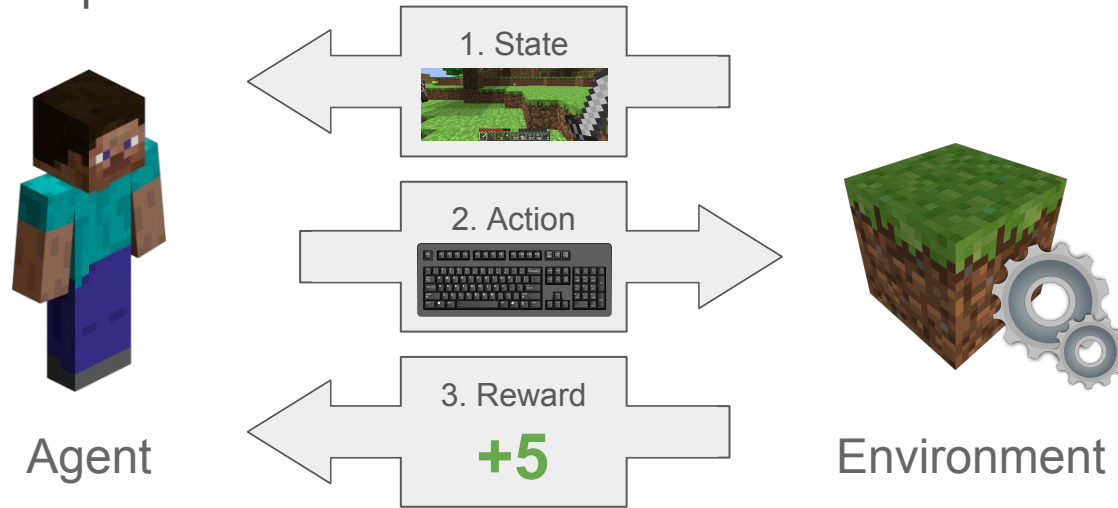 1. State
2. Action
3. Reward
+5
Agent
Environment